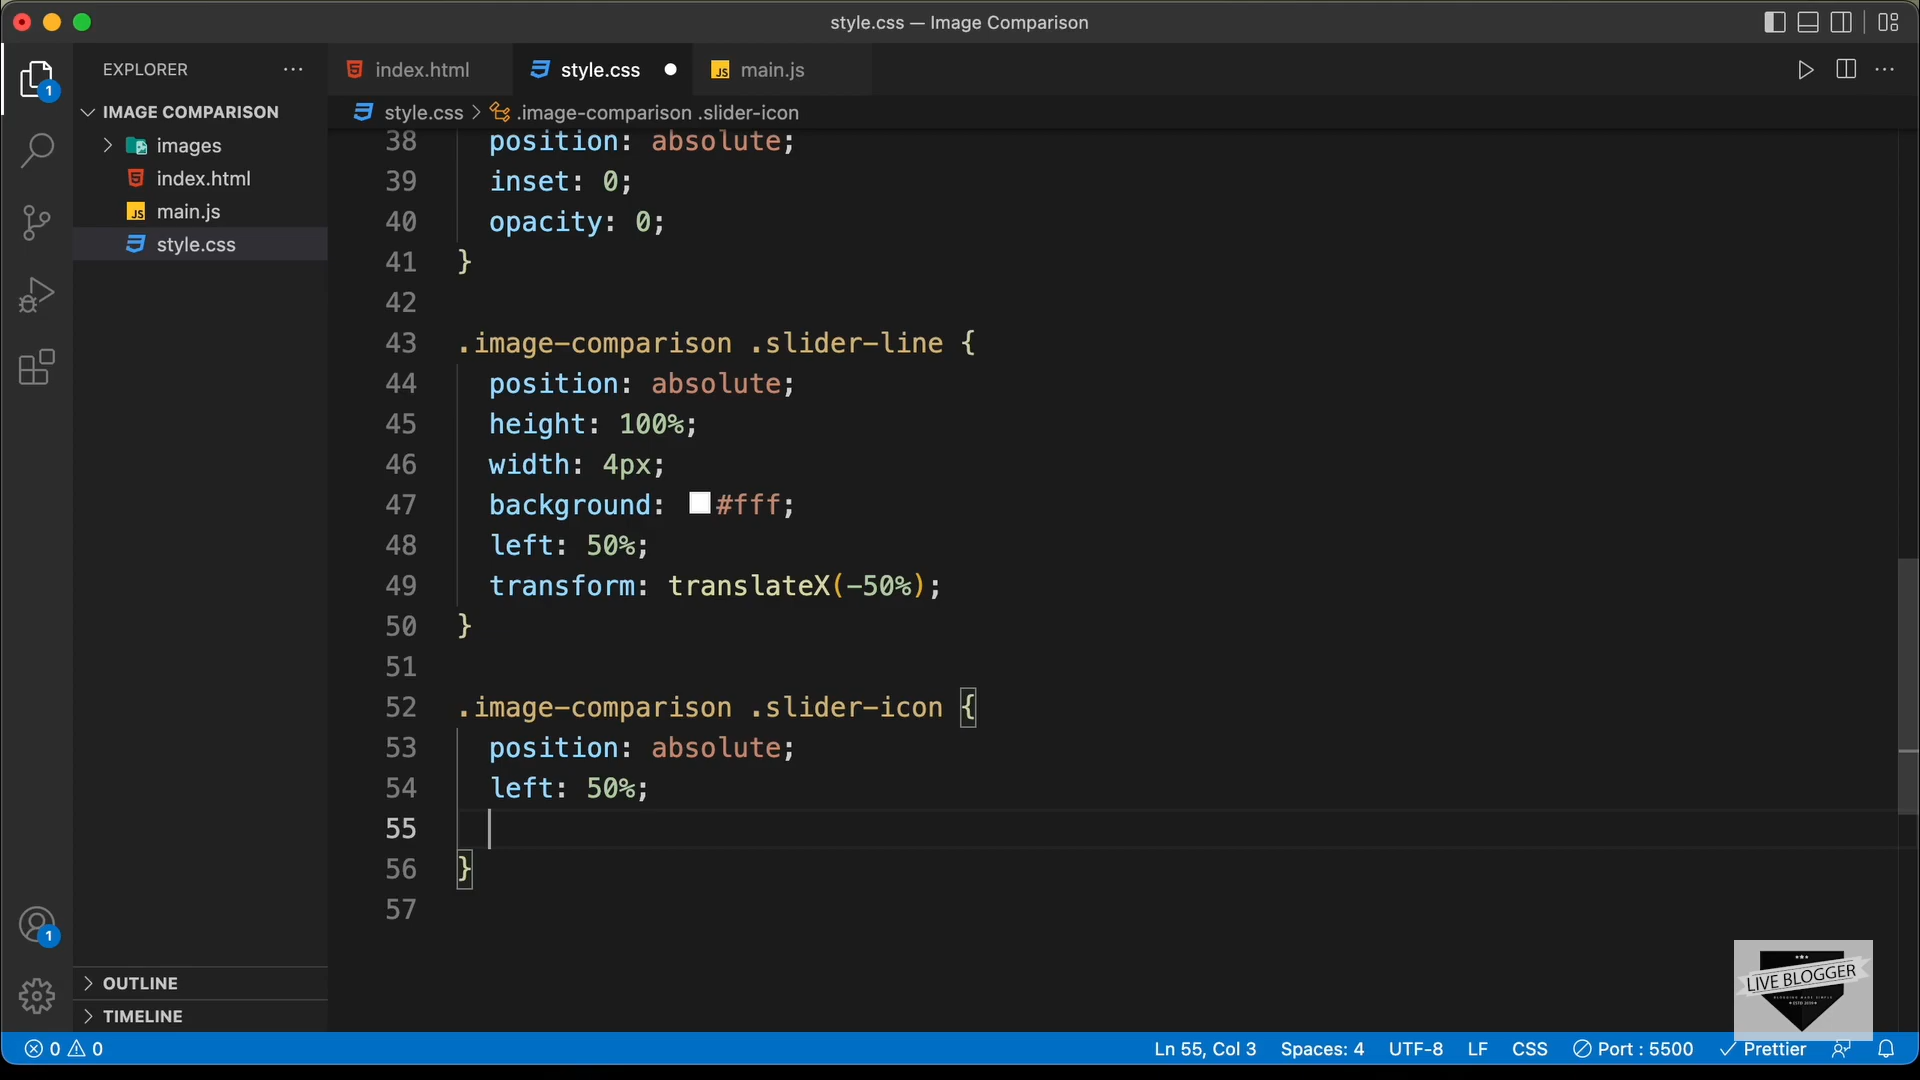 style.css — Image Comparison
EXPLORER
index.html
style.css
main.js
1
IMAGE COMPARISON
style.css > .image-comparison .slider-icon
images
index.html
main.js
style.css
38 position: absolute;
39 inset: 0;
40 opacity: 0;
41 }
42
43 .image-comparison .slider-line {
44 position: absolute;
45 height: 100%;
46 width: 4px;
47 background: #fff;
48 left: 50%;
49 transform: translateX(-50%);
50 }
51
52 .image-comparison .slider-icon {
53 position: absolute;
54 left: 50%;
55
56 }
57
1
OUTLINE
TIMELINE
LIVE BLOGGER
0 0
Ln 55, Col 3
Spaces: 4
UTF-8
LF
CSS
Port : 5500
Prettier